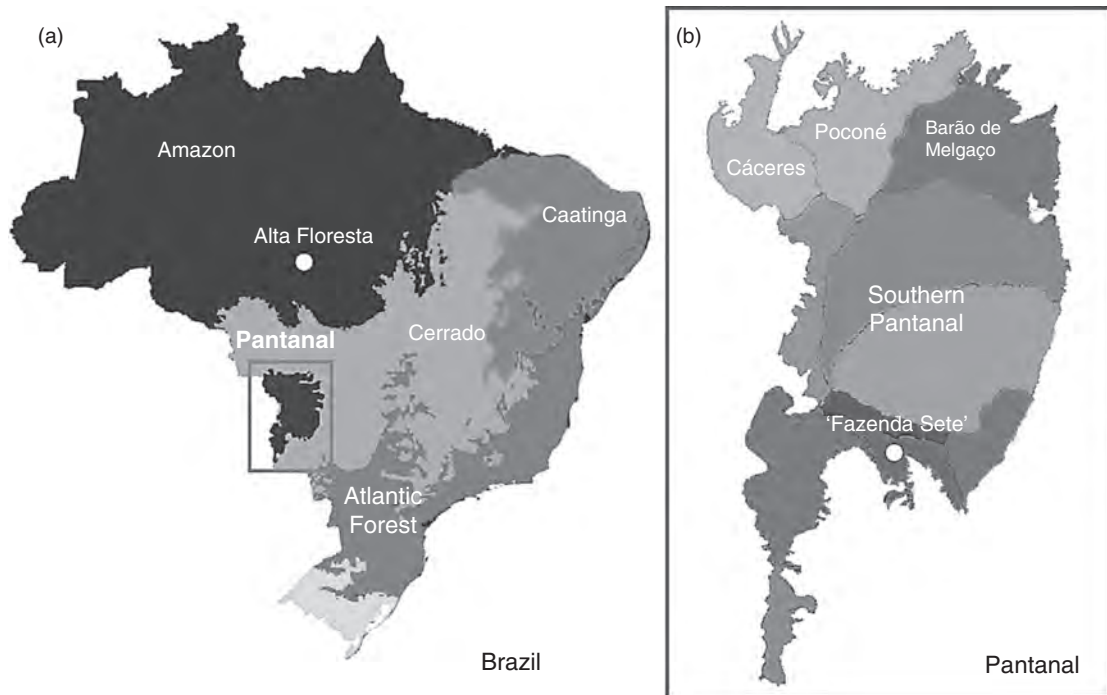 (a)
Amazon
Alta Floresta
Caatinga
Pantanal
Cerrado
Atlantic
Forest
Brazil
(b)
Poconé
Barão de
Melgaço
Cáceres
Southern
Pantanal
'Fazenda Sete'
Pantanal